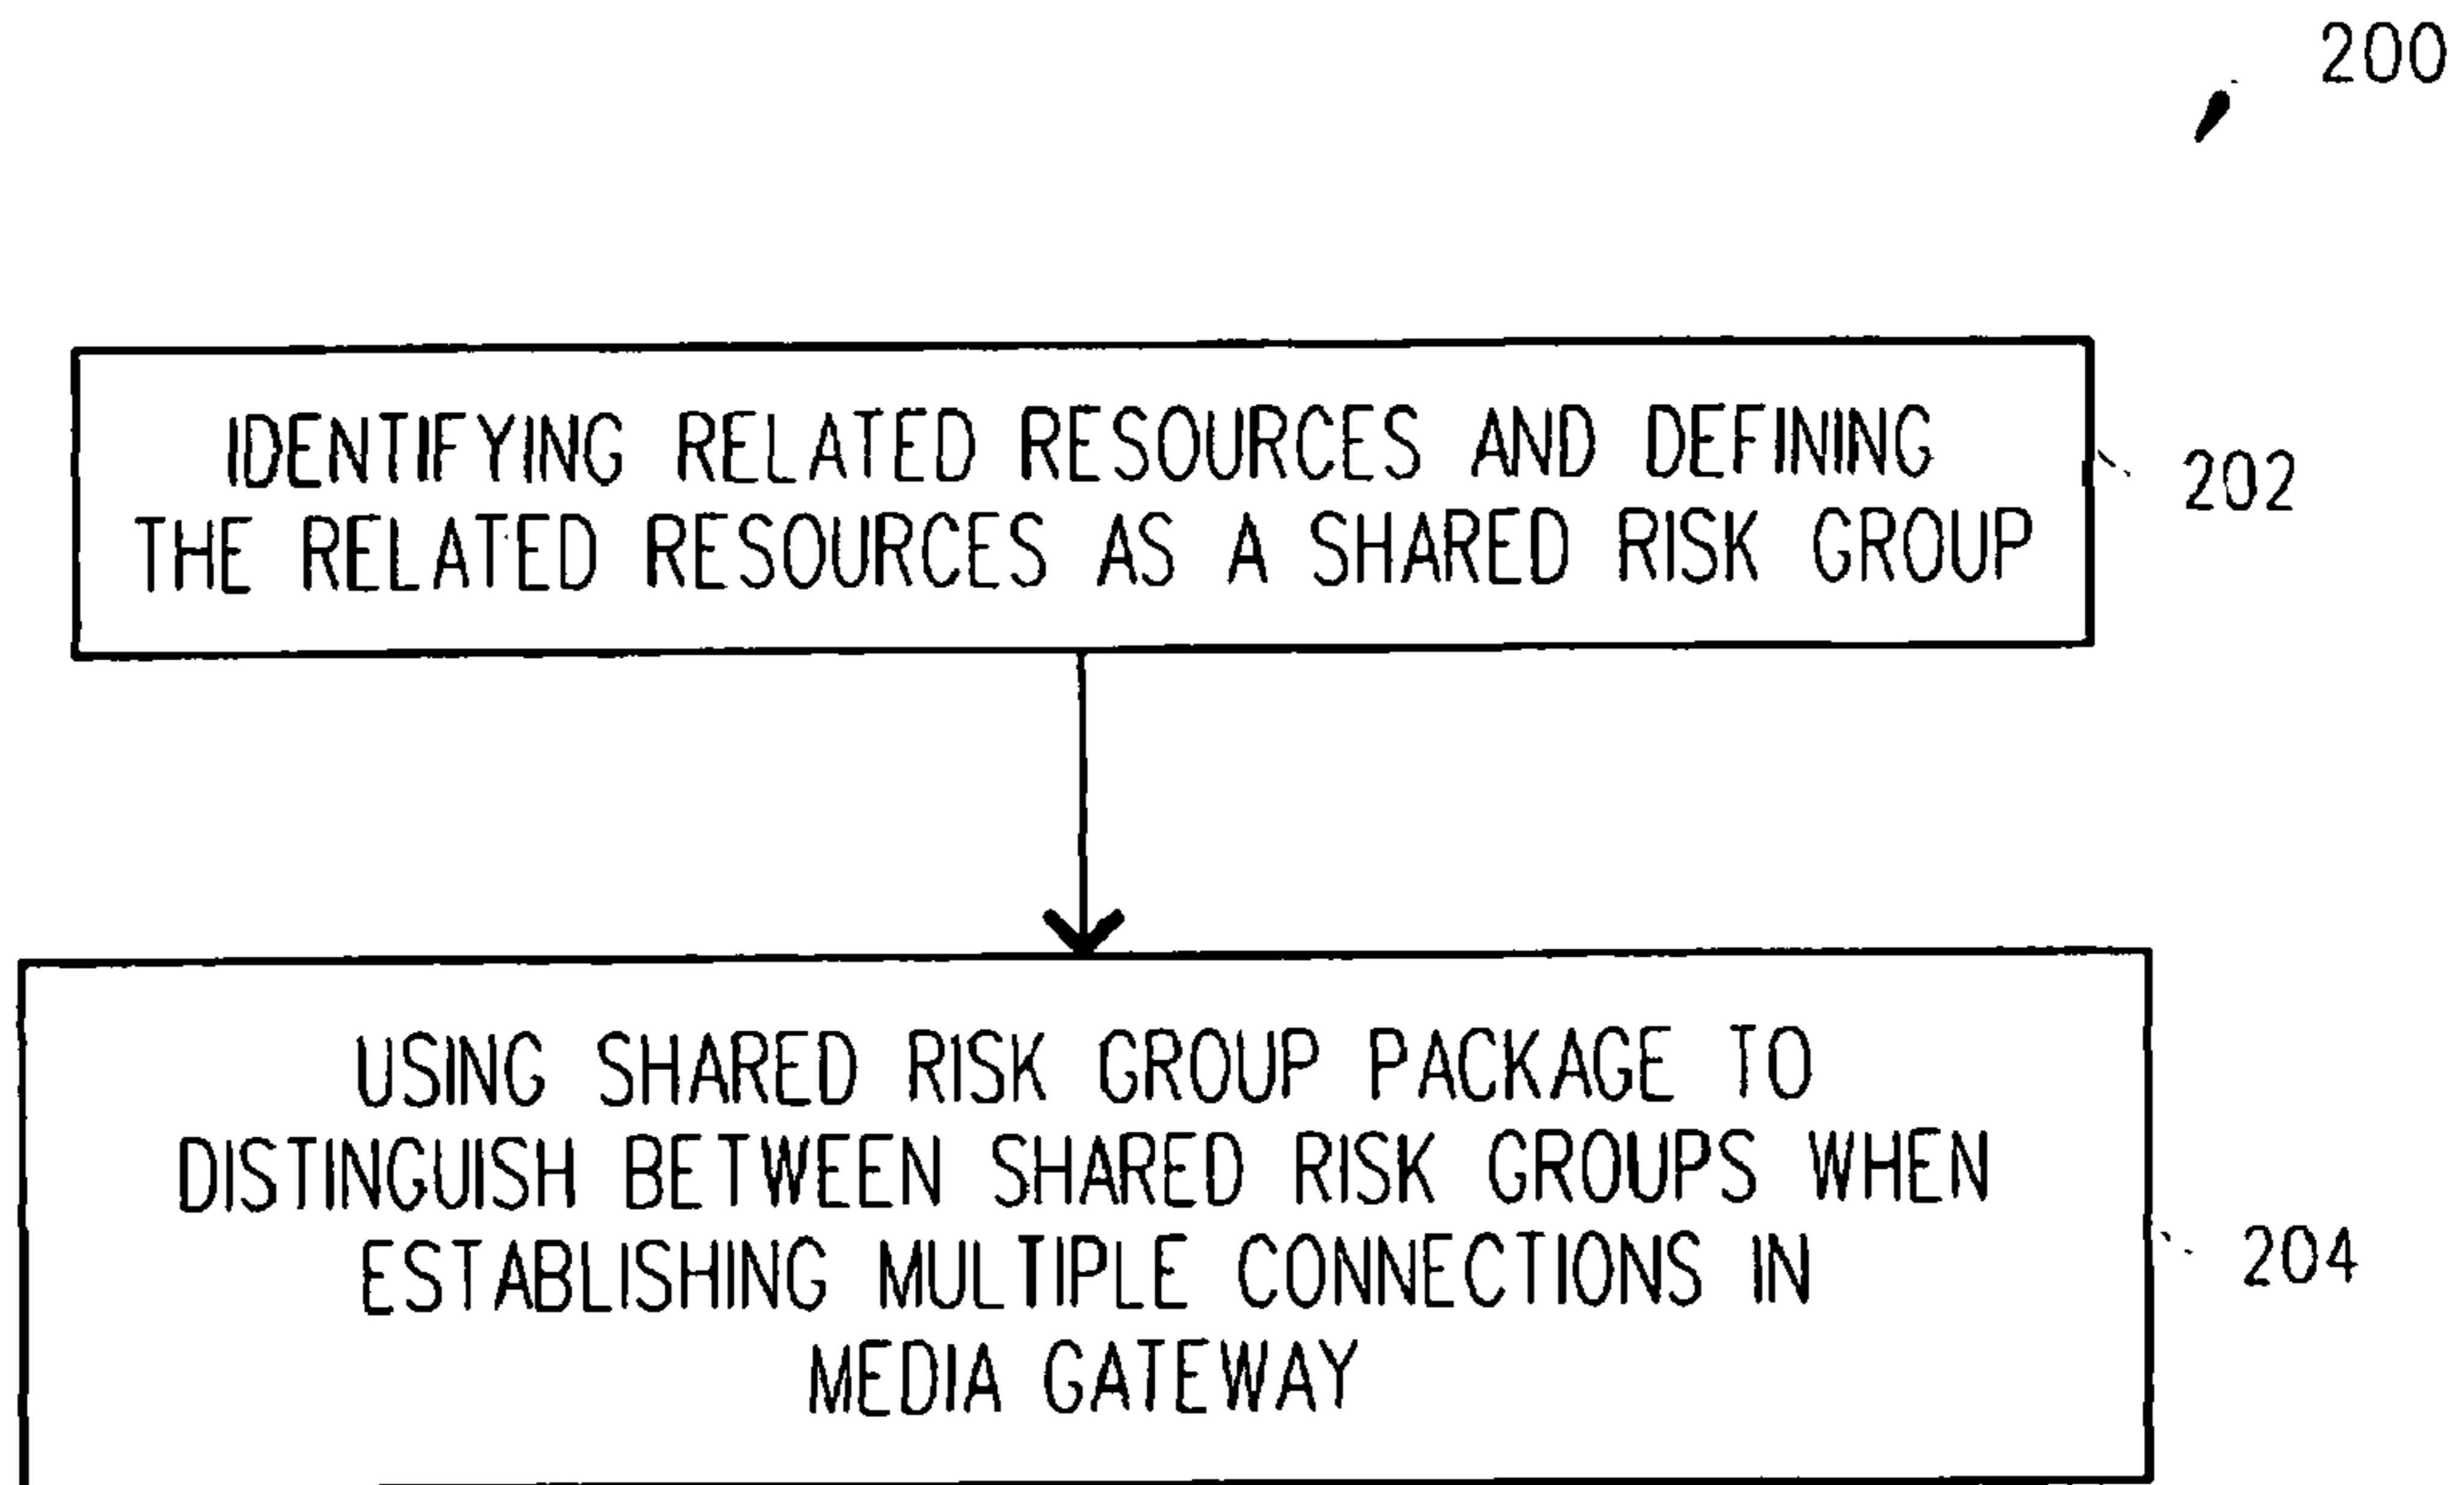 200
IDENTIFYING RELATED RESOURCES AND DEFINING
THE RELATED RESOURCES AS A SHARED RISK GROUP
202
USING SHARED RISK GROUP PACKAGE TO
DISTINGUISH BETWEEN SHARED RISK GROUPS WHEN
ESTABLISHING MULTIPLE CONNECTIONS IN
MEDIA GATEWAY
204